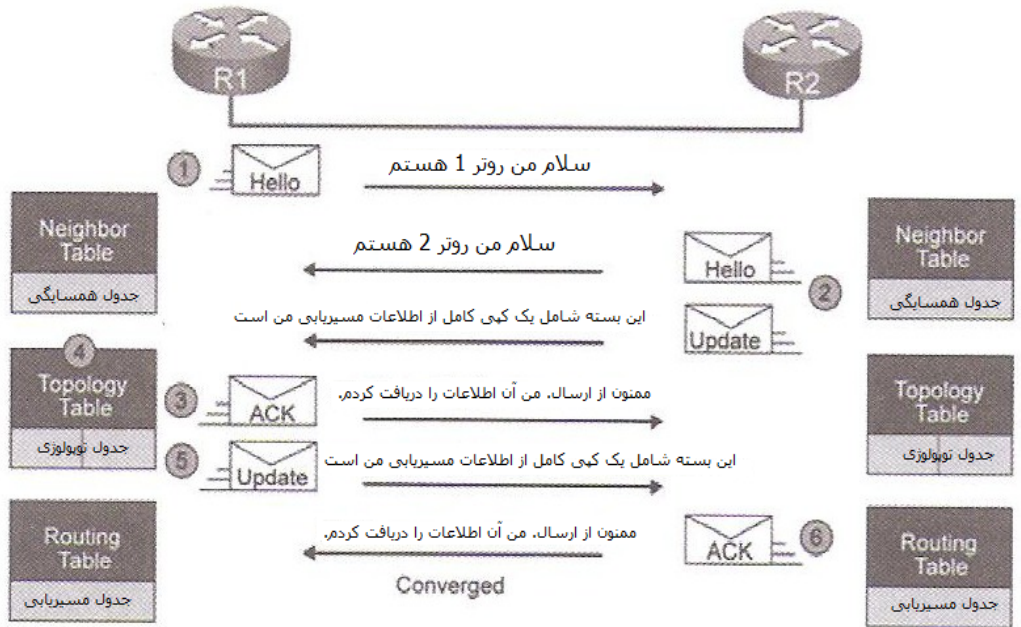 R1
R2
1
Hello
سلام من روتر 1 هستم
Neighbor
Table
جدول همسایگی
سلام من روتر 2 هستم
Hello
2
Neighbor
Table
جدول همسایگی
این بسته شامل یک کپی کامل از اطلاعات مسیریابی من است
Update
4
Topology
Table
جدول توپولوژی
3
ACK
ممنون از ارسال. من آن اطلاعات را دریافت کردم.
Topology
Table
جدول توپولوژی
5
Update
این بسته شامل یک کپی کامل از اطلاعات مسیریابی من است
Routing
Table
جدول مسیریابی
ممنون از ارسال. من آن اطلاعات را دریافت کردم.
ACK
6
Routing
Table
جدول مسیریابی
Converged